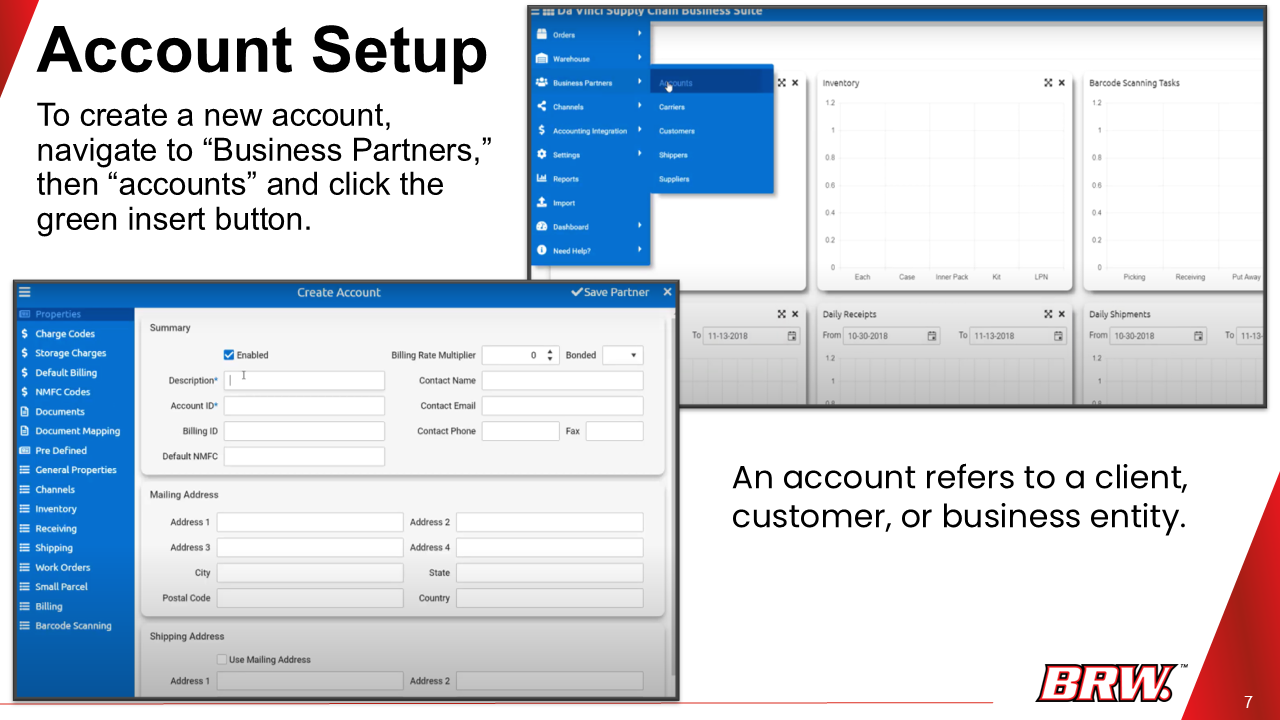 Account Setup
To create a new account,
navigate to “Business Partners,”
then “accounts” and click the
green insert button.
Da Vinci Supply Chain Business Suite
Orders
Warehouse
Business Partners
Channels
Accounting Integration
Settings
Reports
Import
Dashboard
Need Help?
Accounts
Carriers
Customers
Shippers
Suppliers
Inventory
1.2
1
0.8
0.6
0.4
0.2
0
Each Case Inner Pack Kit LPN
Barcode Scanning Tasks
1.2
1
0.8
0.6
0.4
0.2
0
Picking Receiving Put Away
To 11-13-2018
Daily Receipts
From 10-30-2018 To 11-13-2018
1.2
1
0.8
Daily Shipments
From 10-30-2018 To 11-13-
1.2
1
0.8
Create Account
Save Partner
Properties
Charge Codes
Storage Charges
Default Billing
NMFC Codes
Documents
Document Mapping
Pre Defined
General Properties
Channels
Inventory
Receiving
Shipping
Work Orders
Small Parcel
Billing
Barcode Scanning
Summary
Enabled Billing Rate Multiplier 0 Bonded
Description* Contact Name
Account ID* Contact Email
Billing ID Contact Phone Fax
Default NMFC
Mailing Address
Address 1 Address 2
Address 3 Address 4
City State
Postal Code Country
Shipping Address
Use Mailing Address
Address 1 Address 2
An account refers to a client,
customer, or business entity.
BRW.™
7